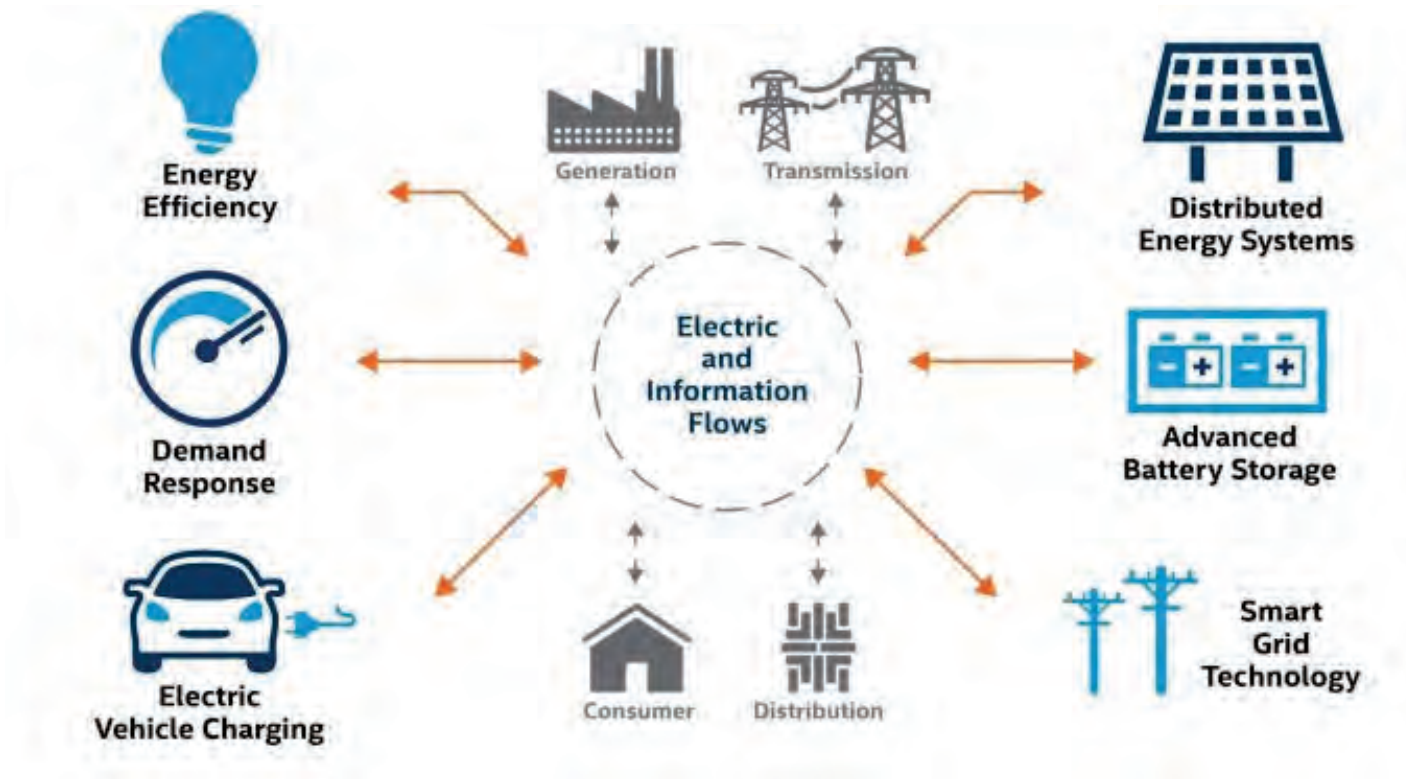 Energy
Efficiency
Generation
Transmission
Distributed
Energy Systems
Demand
Response
Electric
and
Information
Flows
Advanced
Battery Storage
Electric
Vehicle Charging
Consumer
Distribution
Smart
Grid
Technology